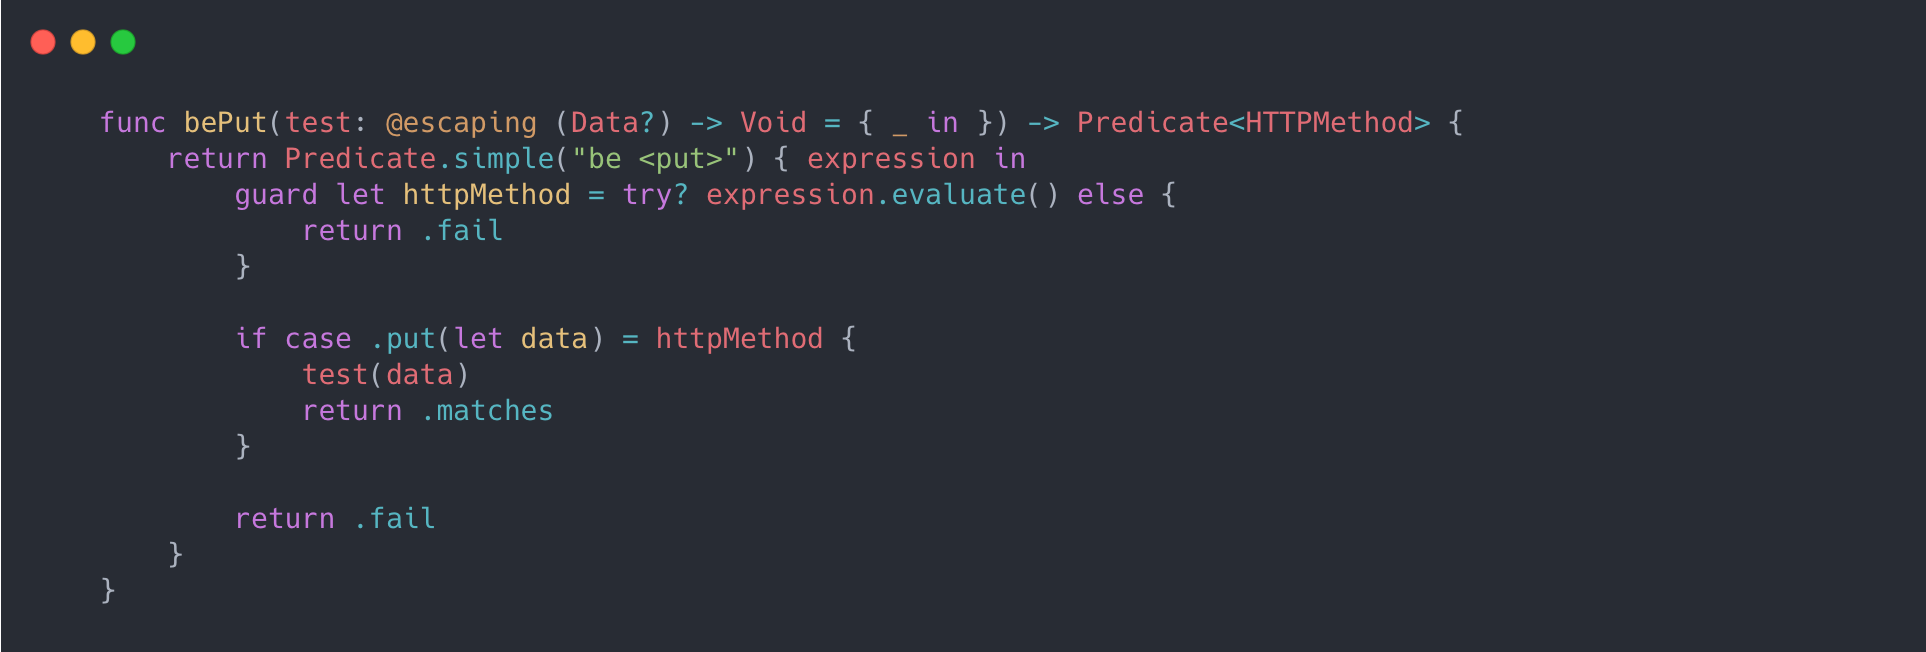 func bePut(test: @escaping (Data?) -> Void = { _ in }) -> Predicate<HTTPMethod> {
    return Predicate.simple("be <put>") { expression in
        guard let httpMethod = try? expression.evaluate() else {
            return .fail
        }

        if case .put(let data) = httpMethod {
            test(data)
            return .matches
        }

        return .fail
    }
}